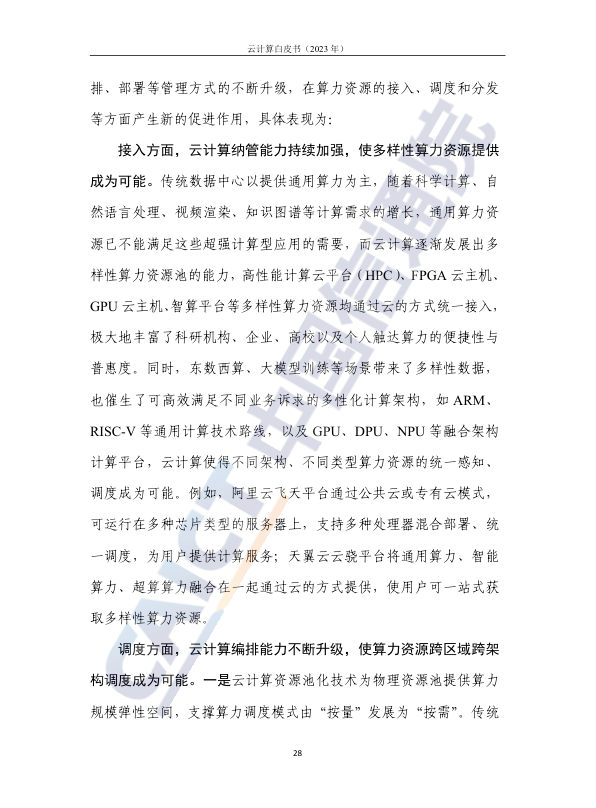 云计算白皮书（2023 年）
排、部署等管理方式的不断升级，在算力资源的接入、调度和分发
等方面产生新的促进作用，具体表现为：
接入方面，云计算纳管能力持续加强，使多样性算力资源提供
成为可能。传统数据中心以提供通用算力为主，随着科学计算、自
然语言处理、视频渲染、知识图谱等计算需求的增长，通用算力资
源已不能满足这些超强计算型应用的需要，而云计算逐渐发展出多
样性算力资源池的能力，高性能计算云平台（HPC）、FPGA 云主机、
GPU 云主机、智算平台等多样性算力资源均通过云的方式统一接入，
极大地丰富了科研机构、企业、高校以及个人触达算力的便捷性与
普惠度。同时，东数西算、大模型训练等场景带来了多样性数据，
也催生了可高效满足不同业务诉求的多性化计算架构，如 ARM、
RISC-V 等通用计算技术路线，以及 GPU、DPU、NPU 等融合架构
计算平台，云计算使得不同架构、不同类型算力资源的统一感知、
调度成为可能。例如，阿里云飞天平台通过公共云或专有云模式，
可运行在多种芯片类型的服务器上，支持多种处理器混合部署、统
一调度，为用户提供计算服务；天翼云云骁平台将通用算力、智能
算力、超算算力融合在一起通过云的方式提供，使用户可一站式获
取多样性算力资源。
调度方面，云计算编排能力不断升级，使算力资源跨区域跨架
构调度成为可能。一是云计算资源池化技术为物理资源池提供算力
规模弹性空间，支撑算力调度模式由“按量”发展为“按需”。传统
28
CAICT 中国信通院